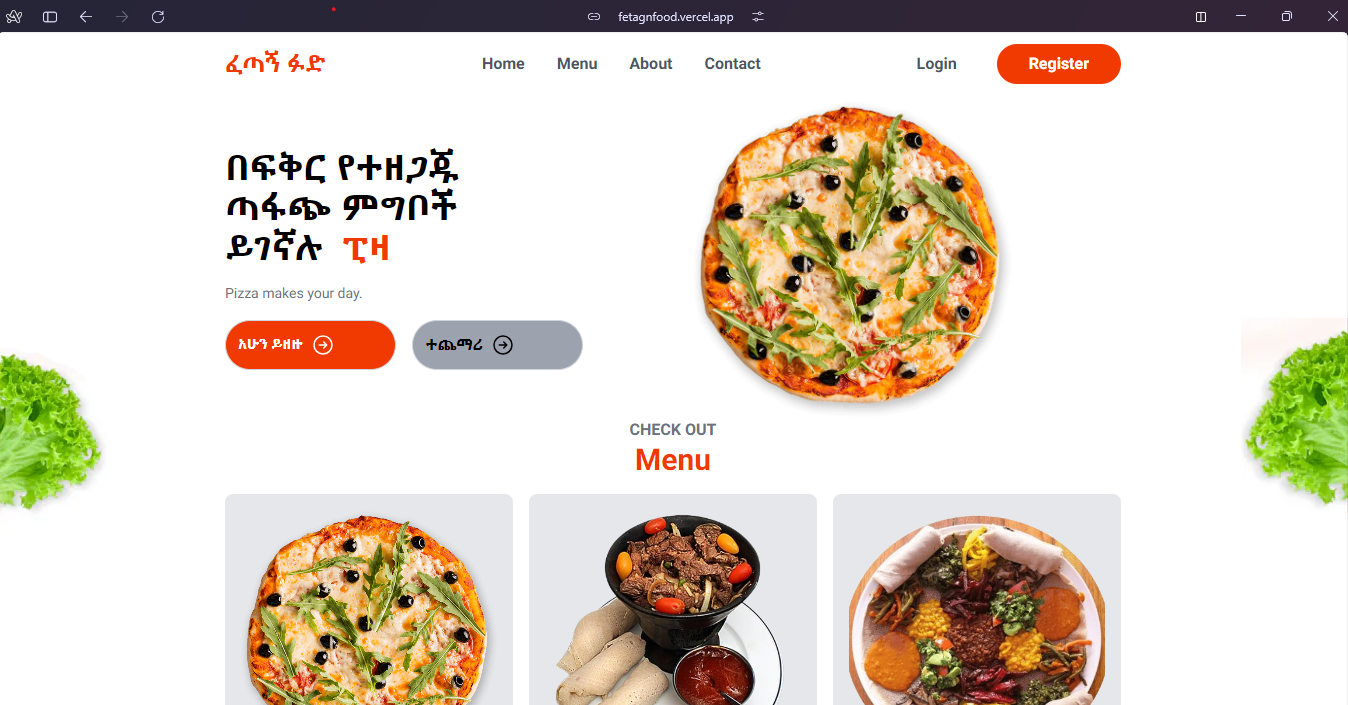 fetagnfood.vercel.app
ፈጣኝ ፉድ
Home
Menu
About
Contact
Login
Register
በፍቅር የተዘጋጁ
ጣፋጭ ምግቦች
ይገኛሉ ፒዛ
Pizza makes your day.
አሁን ይዘዙ
ተጨማሪ
CHECK OUT
Menu